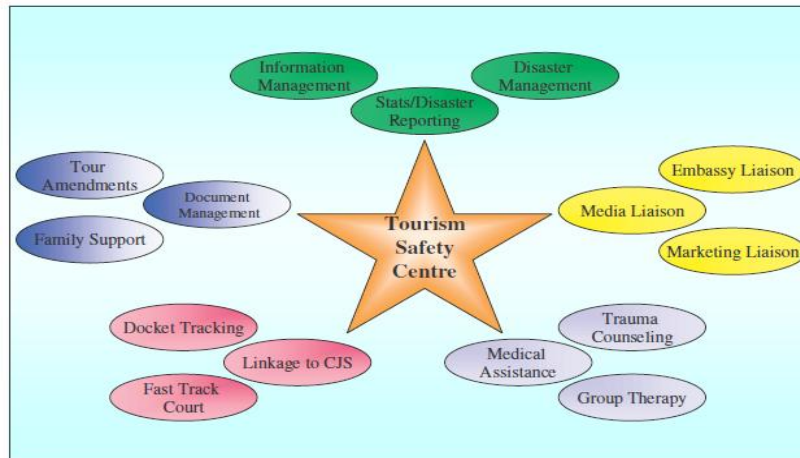 Information
Management
Disaster
Management
Stats/Disaster
Reporting
Tour
Amendments
Document
Management
Family Support
Embassy Liaison
Media Liaison
Marketing Liaison
Tourism
Safety
Centre
Docket Tracking
Linkage to CJS
Fast Track
Court
Trauma
Counseling
Medical
Assistance
Group Therapy